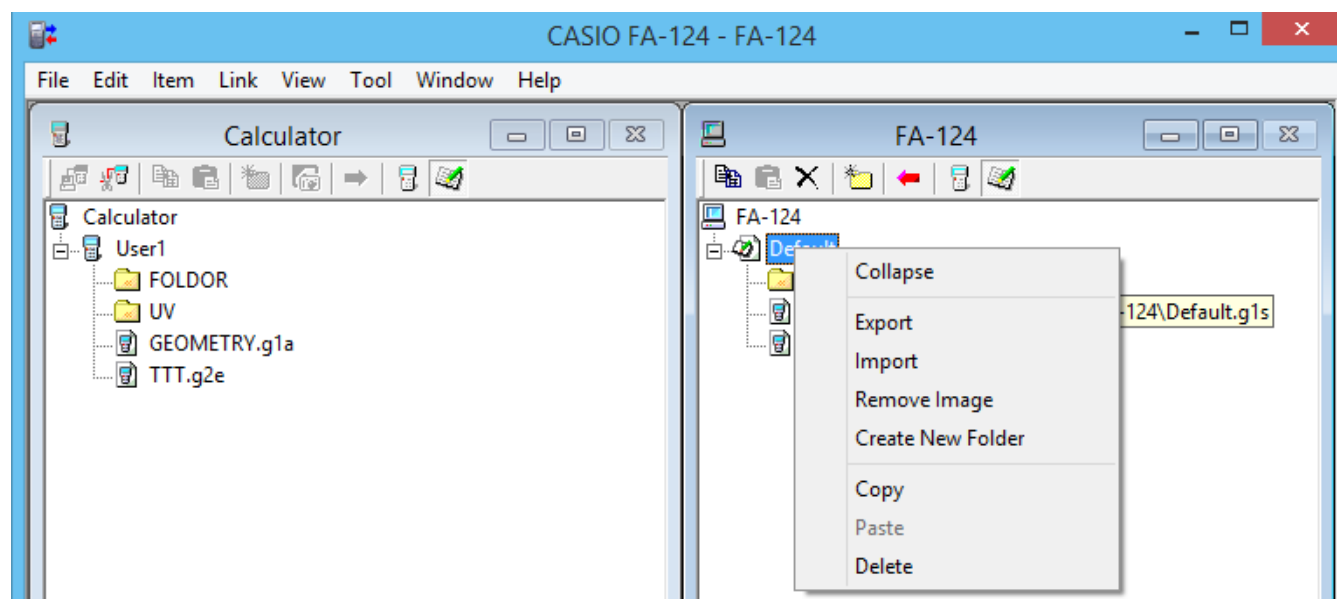 CASIO FA-124 - FA-124
File Edit Item Link View Tool Window Help
Calculator
Calculator
User1
FOLDOR
UV
GEOMETRY.g1a
TTT.g2e
FA-124
FA-124
Default
-124\Default.g1s
Collapse
Export
Import
Remove Image
Create New Folder
Copy
Paste
Delete